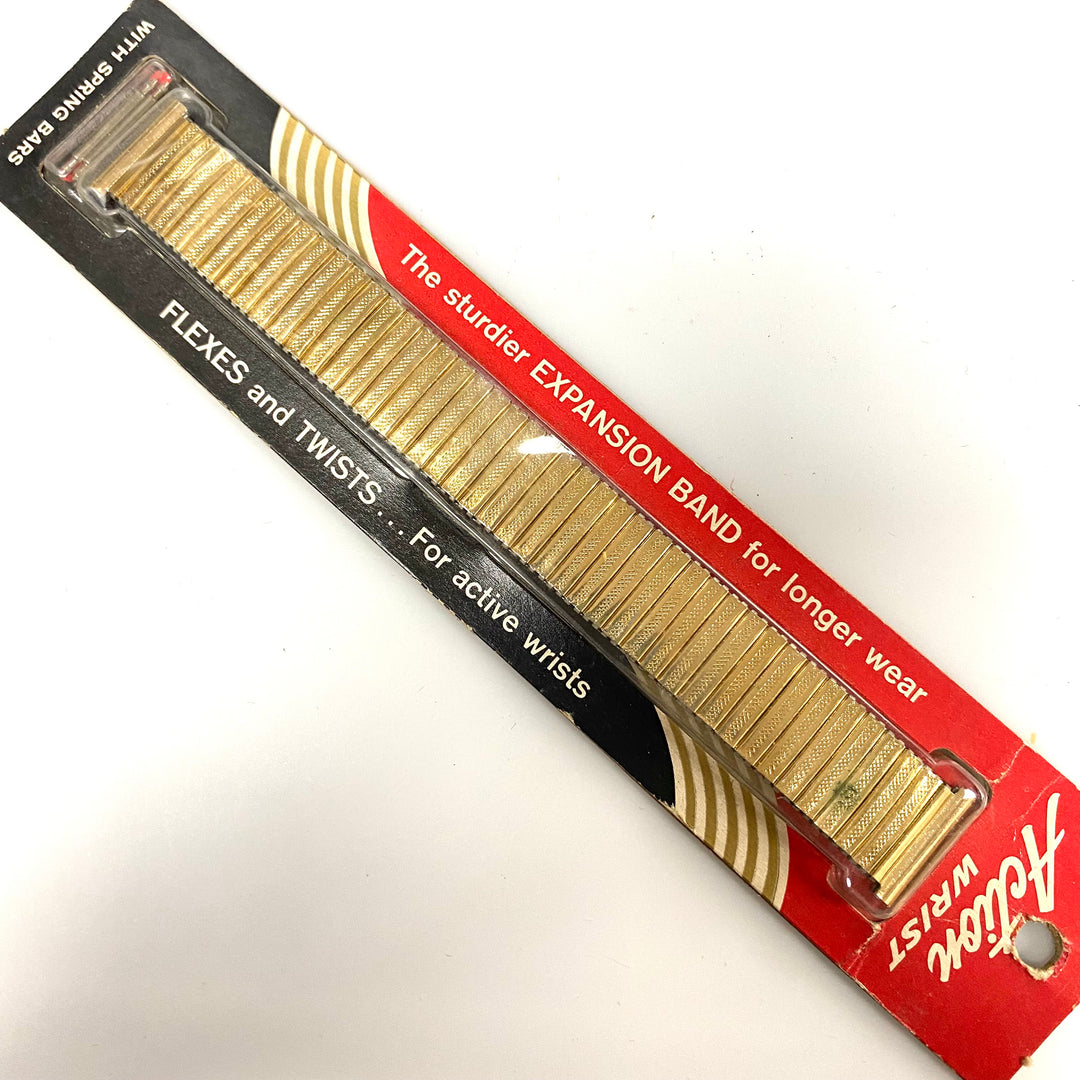 Action
WRIST
The sturdier EXPANSION BAND for longer wear
FLEXES and TWISTS... For active wrists
WITH SPRING BARS